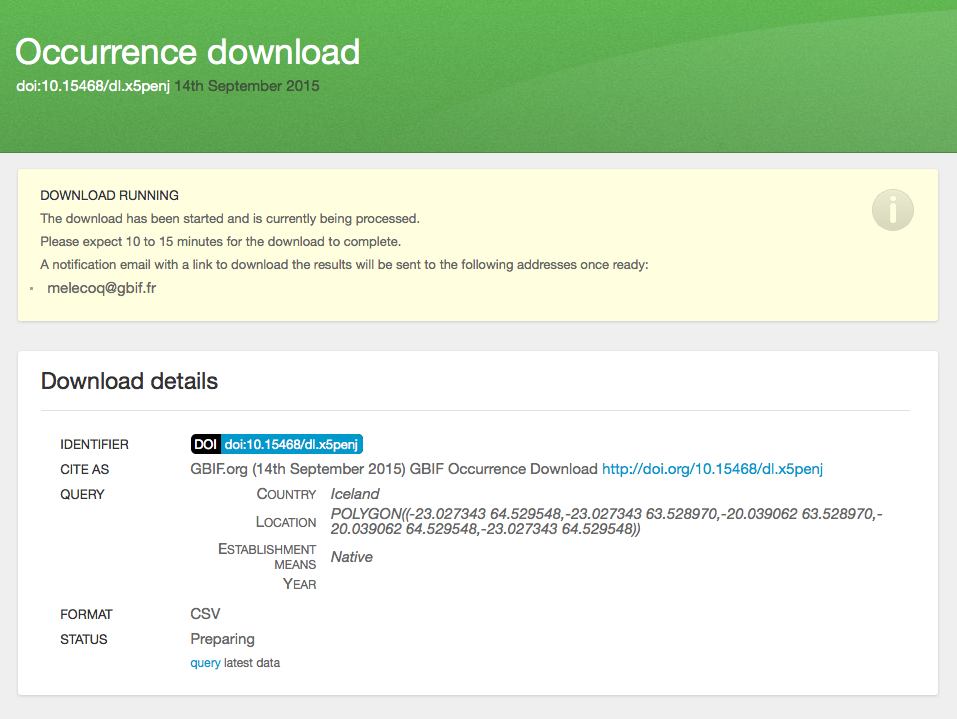 Occurrence download
doi:10.15468/dl.x5penj 14th September 2015
DOWNLOAD RUNNING
The download has been started and is currently being processed.
Please expect 10 to 15 minutes for the download to complete.
A notification email with a link to download the results will be sent to the following addresses once ready:
▪ melecoq@gbif.fr
Download details
IDENTIFIER DOI doi:10.15468/dl.x5penj
CITE AS GBIF.org (14th September 2015) GBIF Occurrence Download http://doi.org/10.15468/dl.x5penj
QUERY COUNTRY Iceland
LOCATION POLYGON((-23.027343 64.529548,-23.027343 63.528970,-20.039062 63.528970,-
20.039062 64.529548,-23.027343 64.529548))
ESTABLISHMENT
MEANS Native
YEAR
FORMAT CSV
STATUS Preparing
query latest data